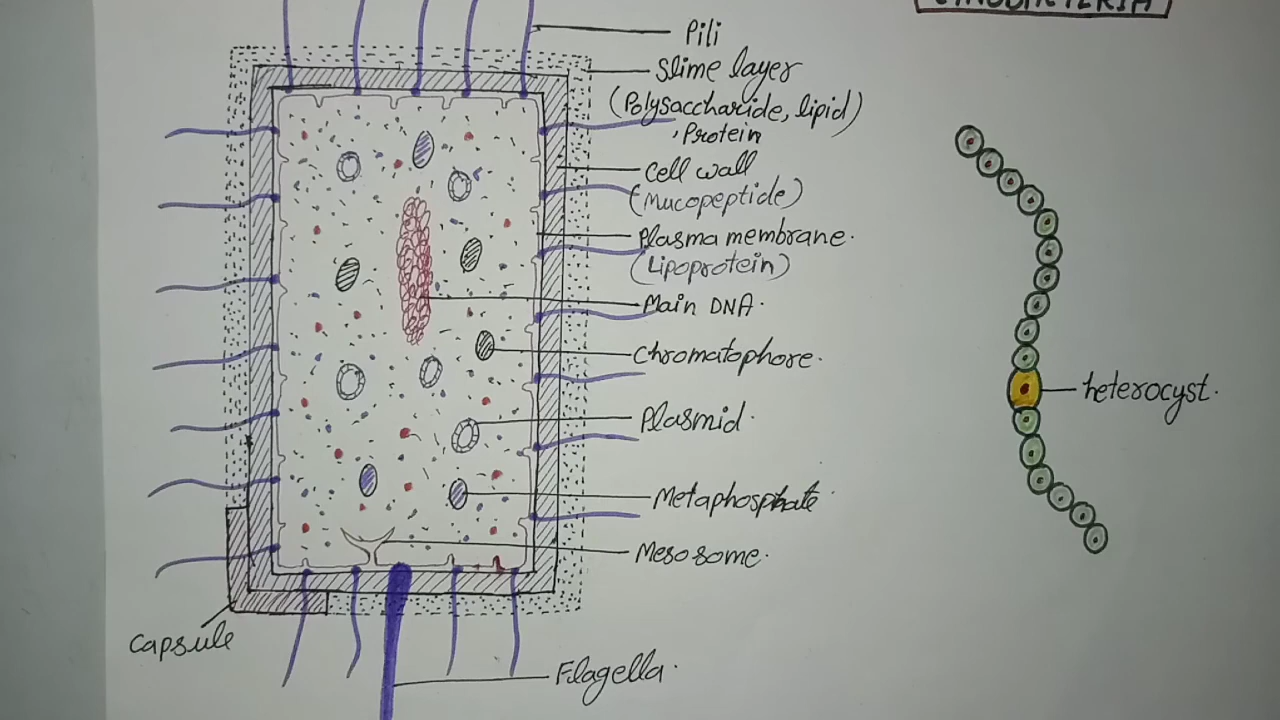 CYNOBACTERIA
Pili
Slime layer
(Polysaccharide, lipid)
, Protein
Cell wall
(Mucopeptide)
Plasma membrane.
(Lipoprotein)
Main DNA.
Chromatophore.
Plasmid.
Metaphosphate.
Mesosome.
Capsule
Flagella.
heterocyst.